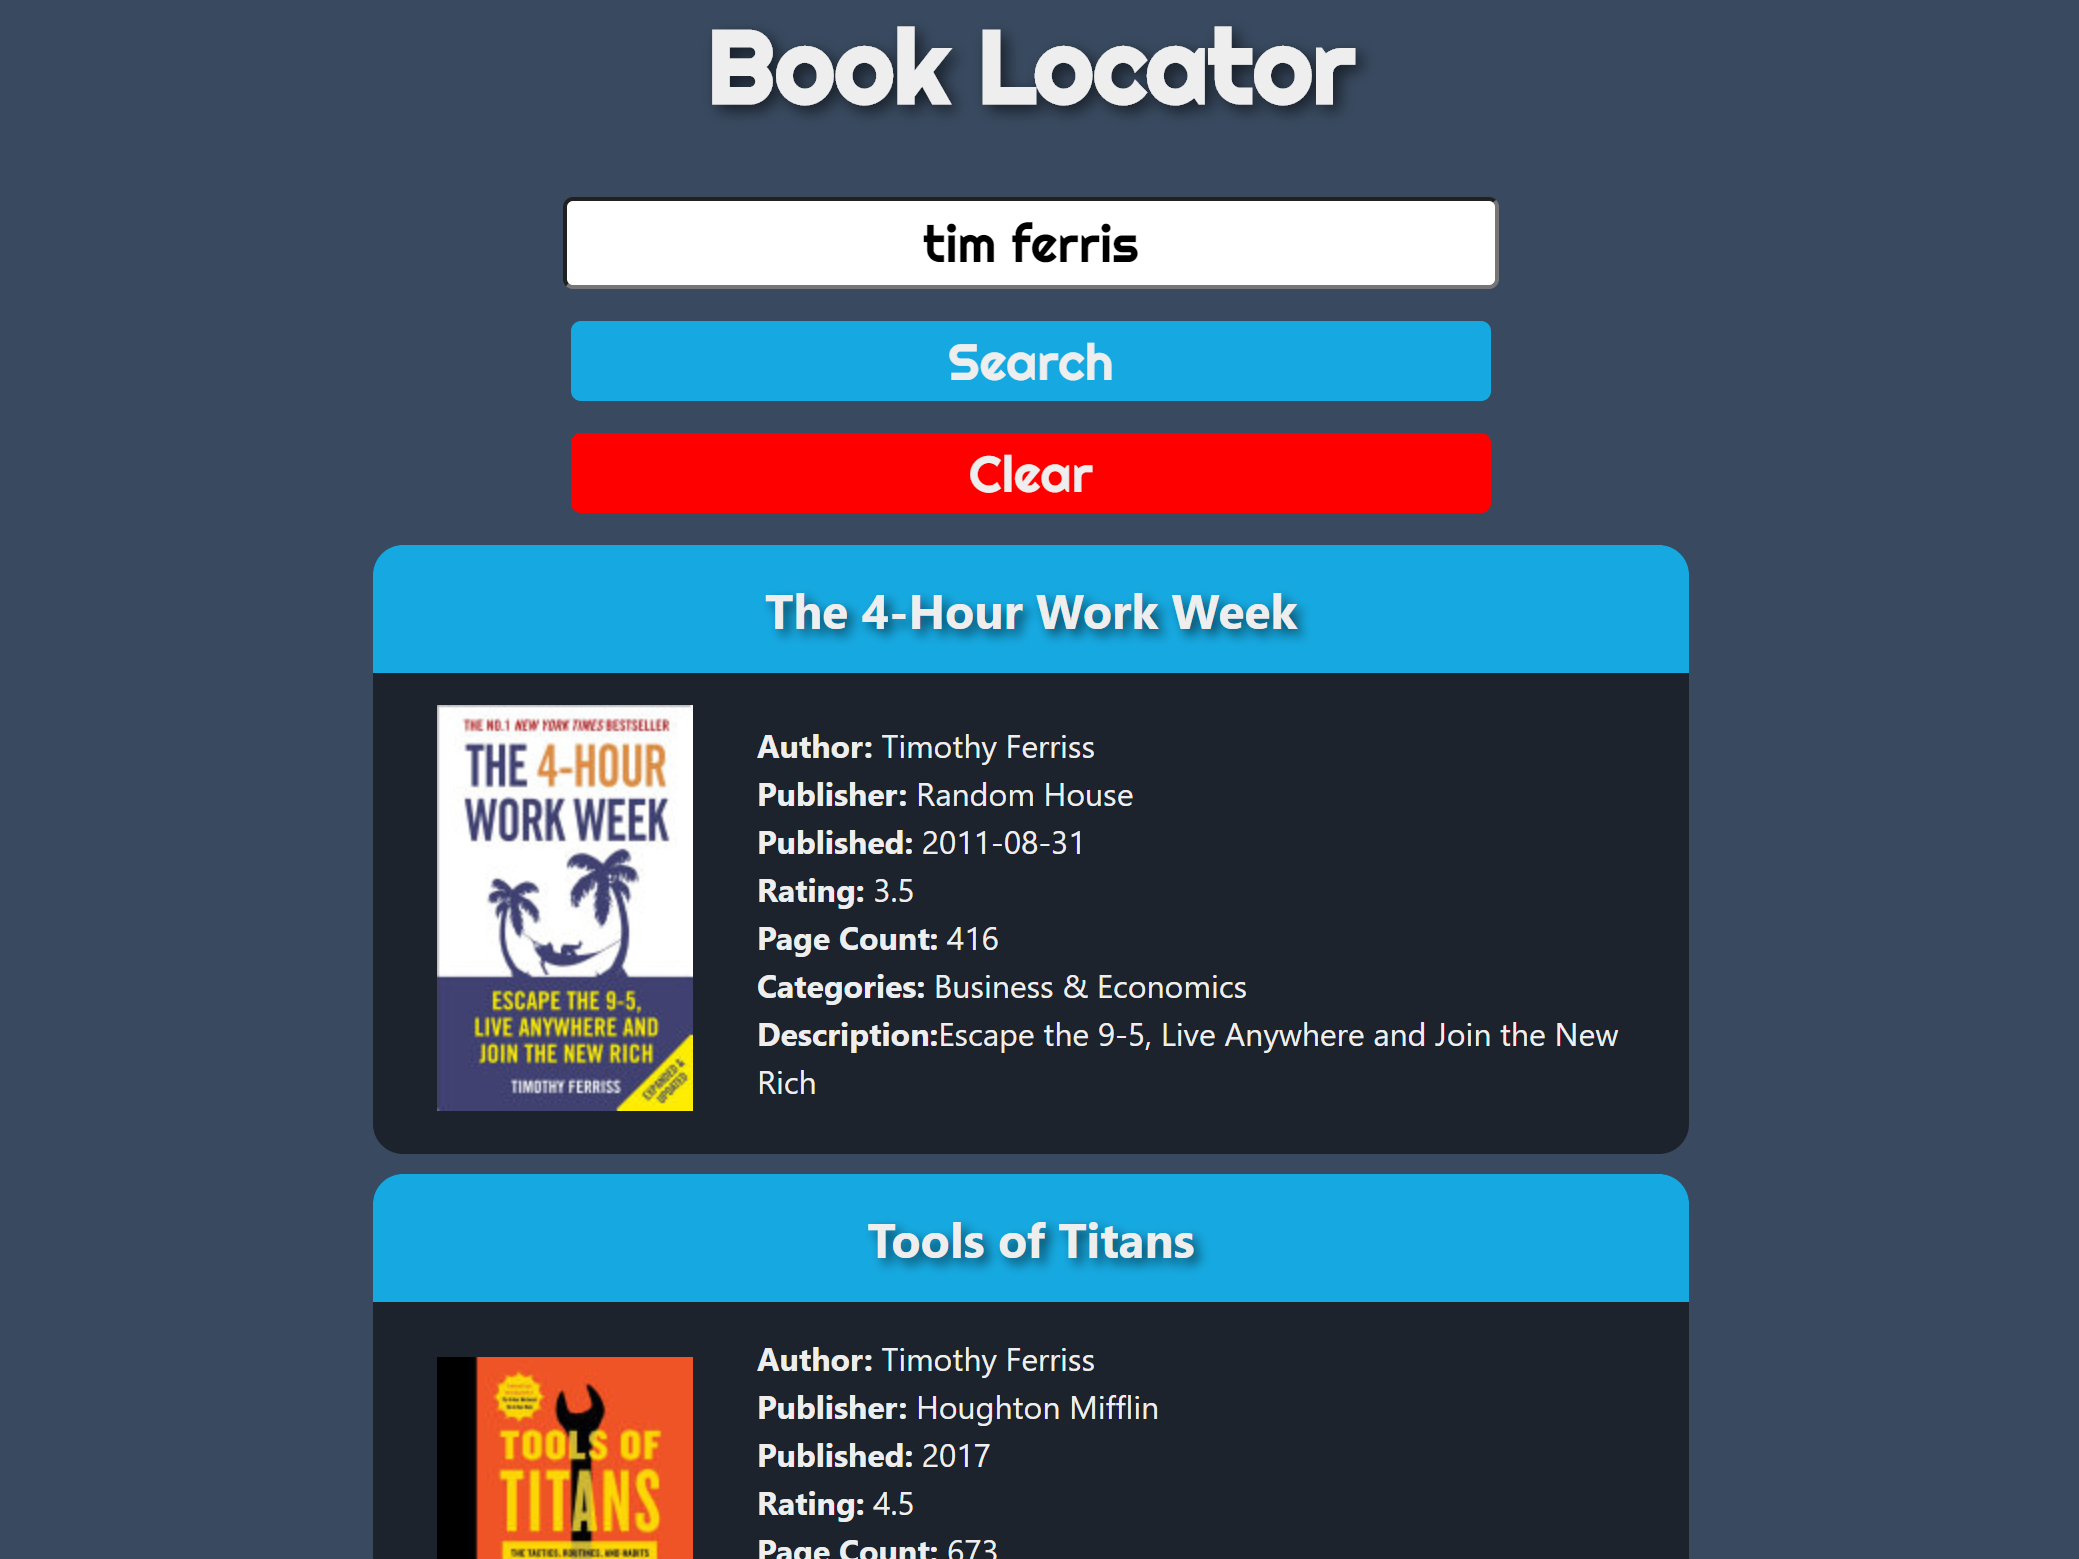 Book Locator
tim ferris
Search
Clear
The 4-Hour Work Week
THE NO.1 NEW YORK TIMES BESTSELLER
THE 4-HOUR
WORK WEEK
ESCAPE THE 9-5,
LIVE ANYWHERE AND
JOIN THE NEW RICH
TIMOTHY FERRISS
EXPANDED &
UPDATED
Author: Timothy Ferriss
Publisher: Random House
Published: 2011-08-31
Rating: 3.5
Page Count: 416
Categories: Business & Economics
Description:Escape the 9-5, Live Anywhere and Join the New
Rich
Tools of Titans
TOOLS OF
TITANS
THE TACTICS, ROUTINES, AND HABITS
Author: Timothy Ferriss
Publisher: Houghton Mifflin
Published: 2017
Rating: 4.5
Page Count: 673